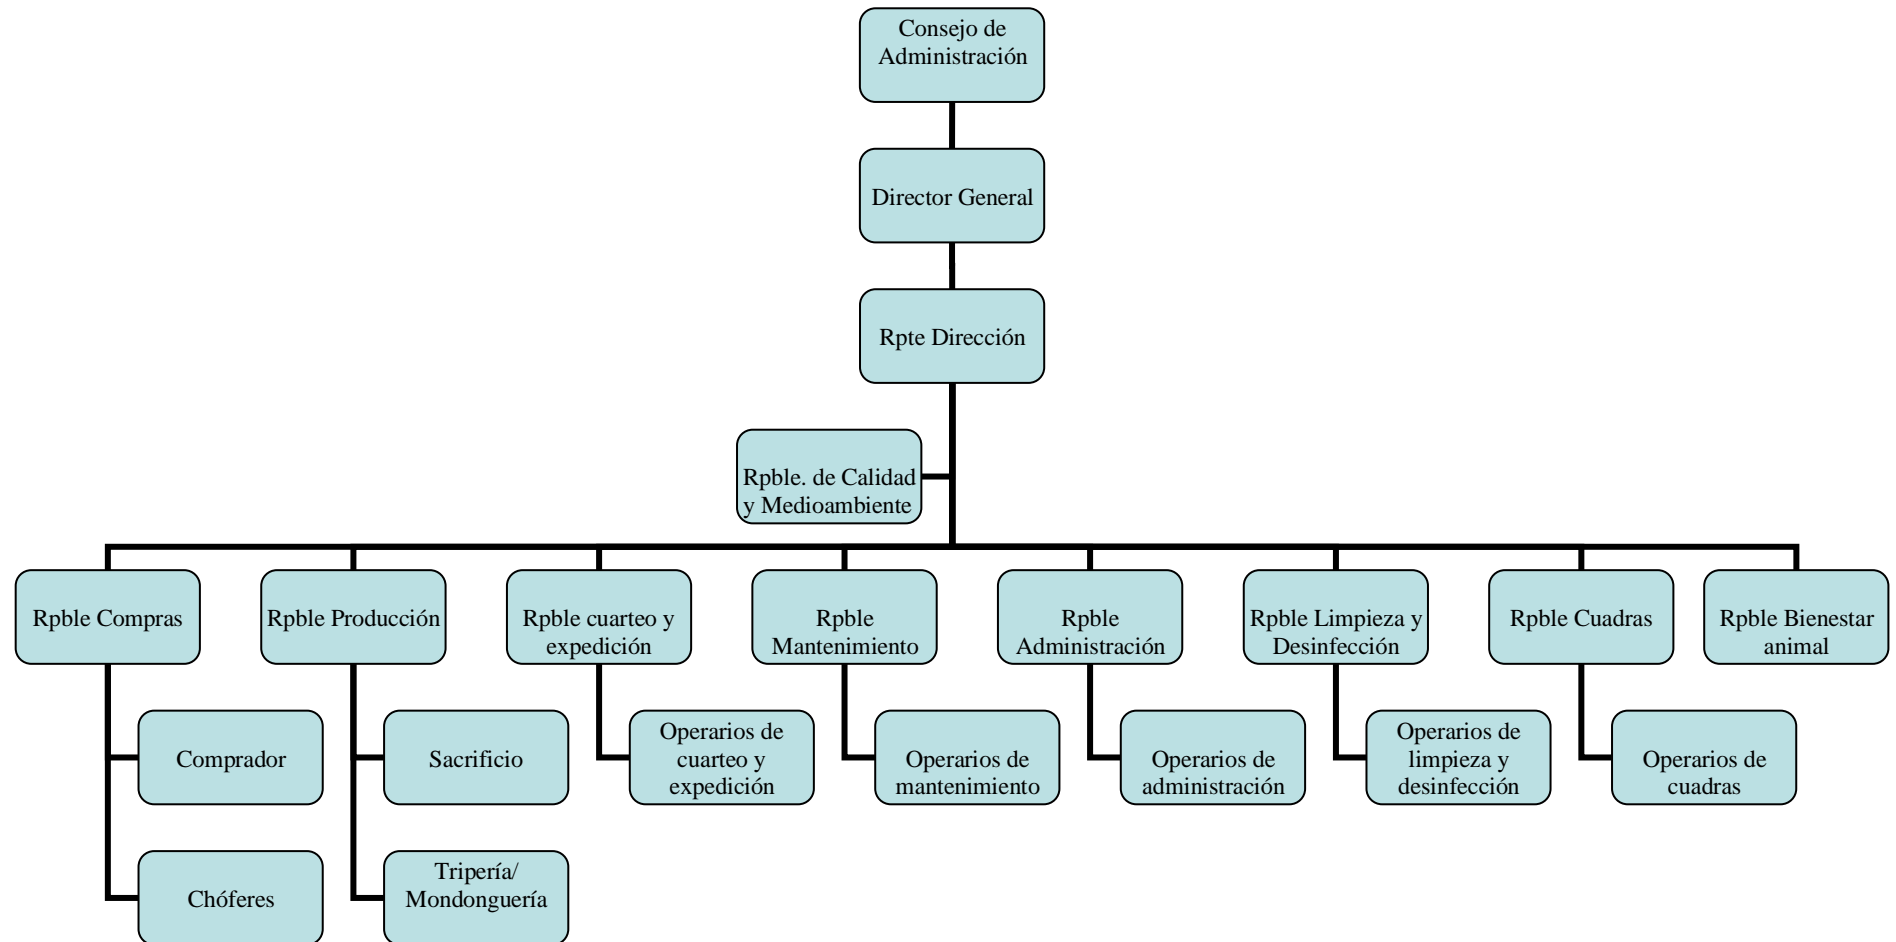 Consejo de
Administración
Director General
Rpte Dirección
Rpble. de Calidad
y Medioambiente
Rpble Compras
Rpble Producción
Rpble cuarteo y
expedición
Rpble
Mantenimiento
Rpble
Administración
Rpble Limpieza y
Desinfección
Rpble Cuadras
Rpble Bienestar
animal
Comprador
Sacrificio
Operarios de
cuarteo y
expedición
Operarios de
mantenimiento
Operarios de
administración
Operarios de
limpieza y
desinfección
Operarios de
cuadras
Chóferes
Tripería/
Mondonguería